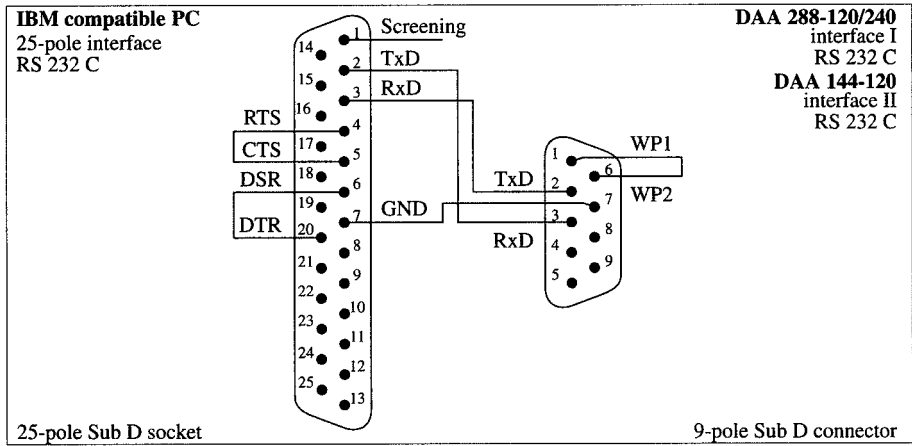 IBM compatible PC
25-pole interface
RS 232 C
DAA 288-120/240
interface I
RS 232 C
DAA 144-120
interface II
RS 232 C
Screening
TxD
RxD
RTS
CTS
DSR
DTR
GND
1
2
3
4
5
6
7
8
9
10
11
12
13
14
15
16
17
18
19
20
21
22
23
24
25
TxD
RxD
WP1
WP2
1
2
3
4
5
6
7
8
9
25-pole Sub D socket
9-pole Sub D connector